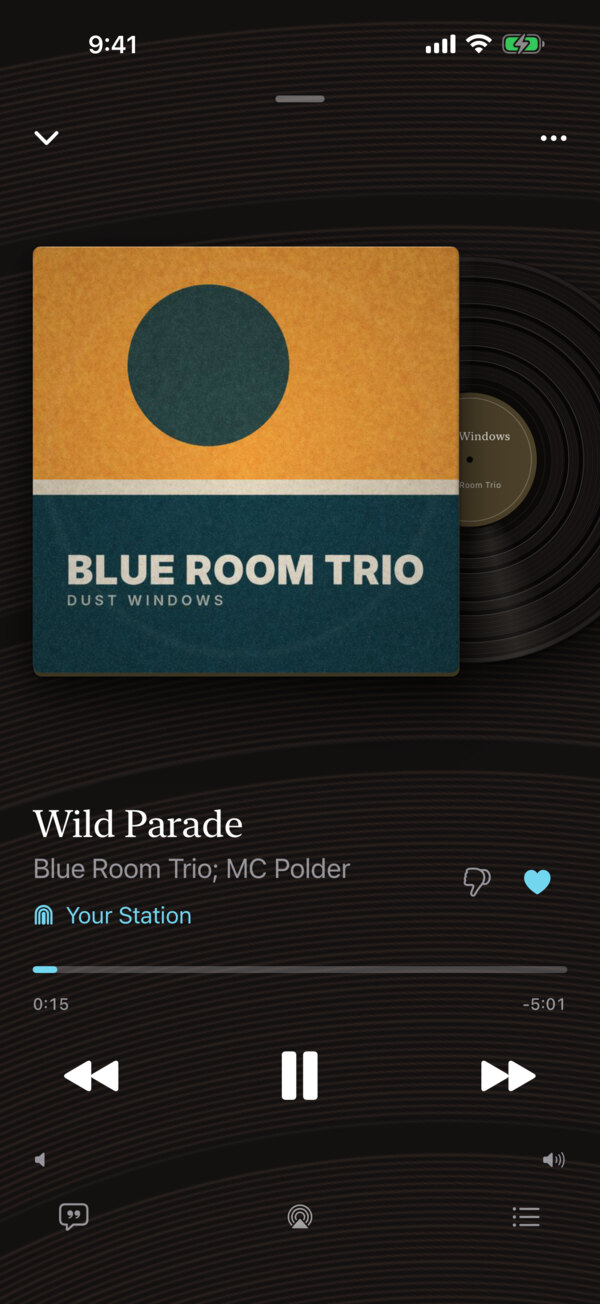 9:41
BLUE ROOM TRIO
DUST WINDOWS
Windows
Room Trio
Wild Parade
Blue Room Trio; MC Polder
Your Station
0:15
-5:01